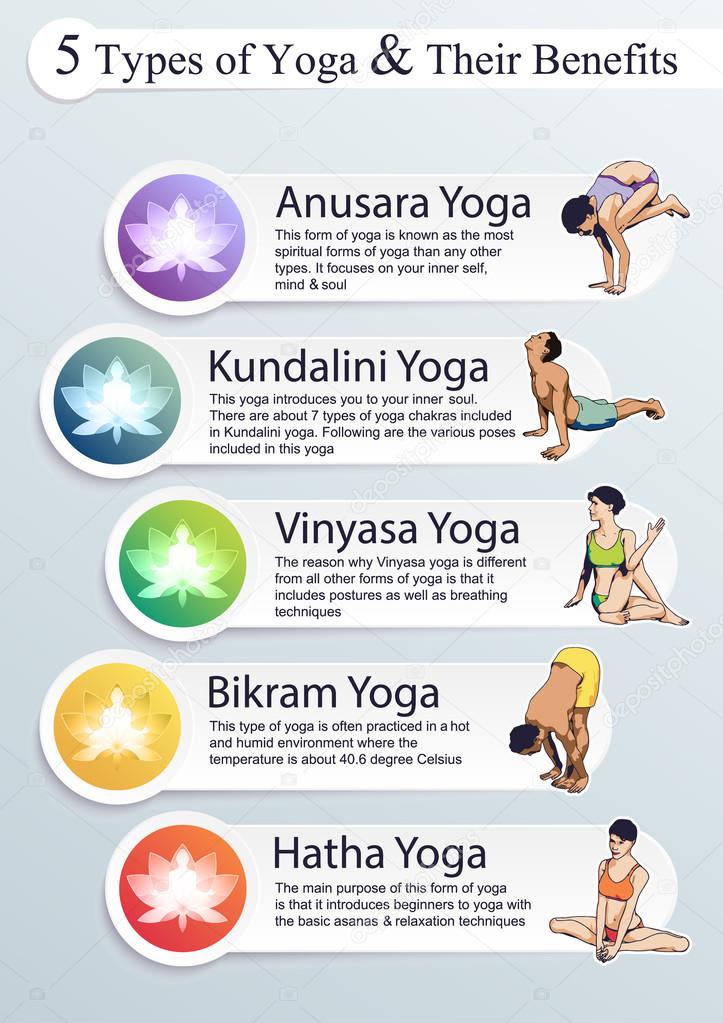 5 Types of Yoga & Their Benefits
Anusara Yoga
This form of yoga is known as the most
spiritual forms of yoga than any other
types. It focuses on your inner self,
mind & soul
Kundalini Yoga
This yoga introduces you to your inner soul.
There are about 7 types of yoga chakras included
in Kundalini yoga. Following are the various poses
included in this yoga
Vinyasa Yoga
The reason why Vinyasa yoga is different
from all other forms of yoga is that it
includes postures as well as breathing
techniques
Bikram Yoga
This type of yoga is often practiced in a hot
and humid environment where the
temperature is about 40.6 degree Celsius
Hatha Yoga
The main purpose of this form of yoga
is that it introduces beginners to yoga with
the basic asanas & relaxation techniques
depositphotos